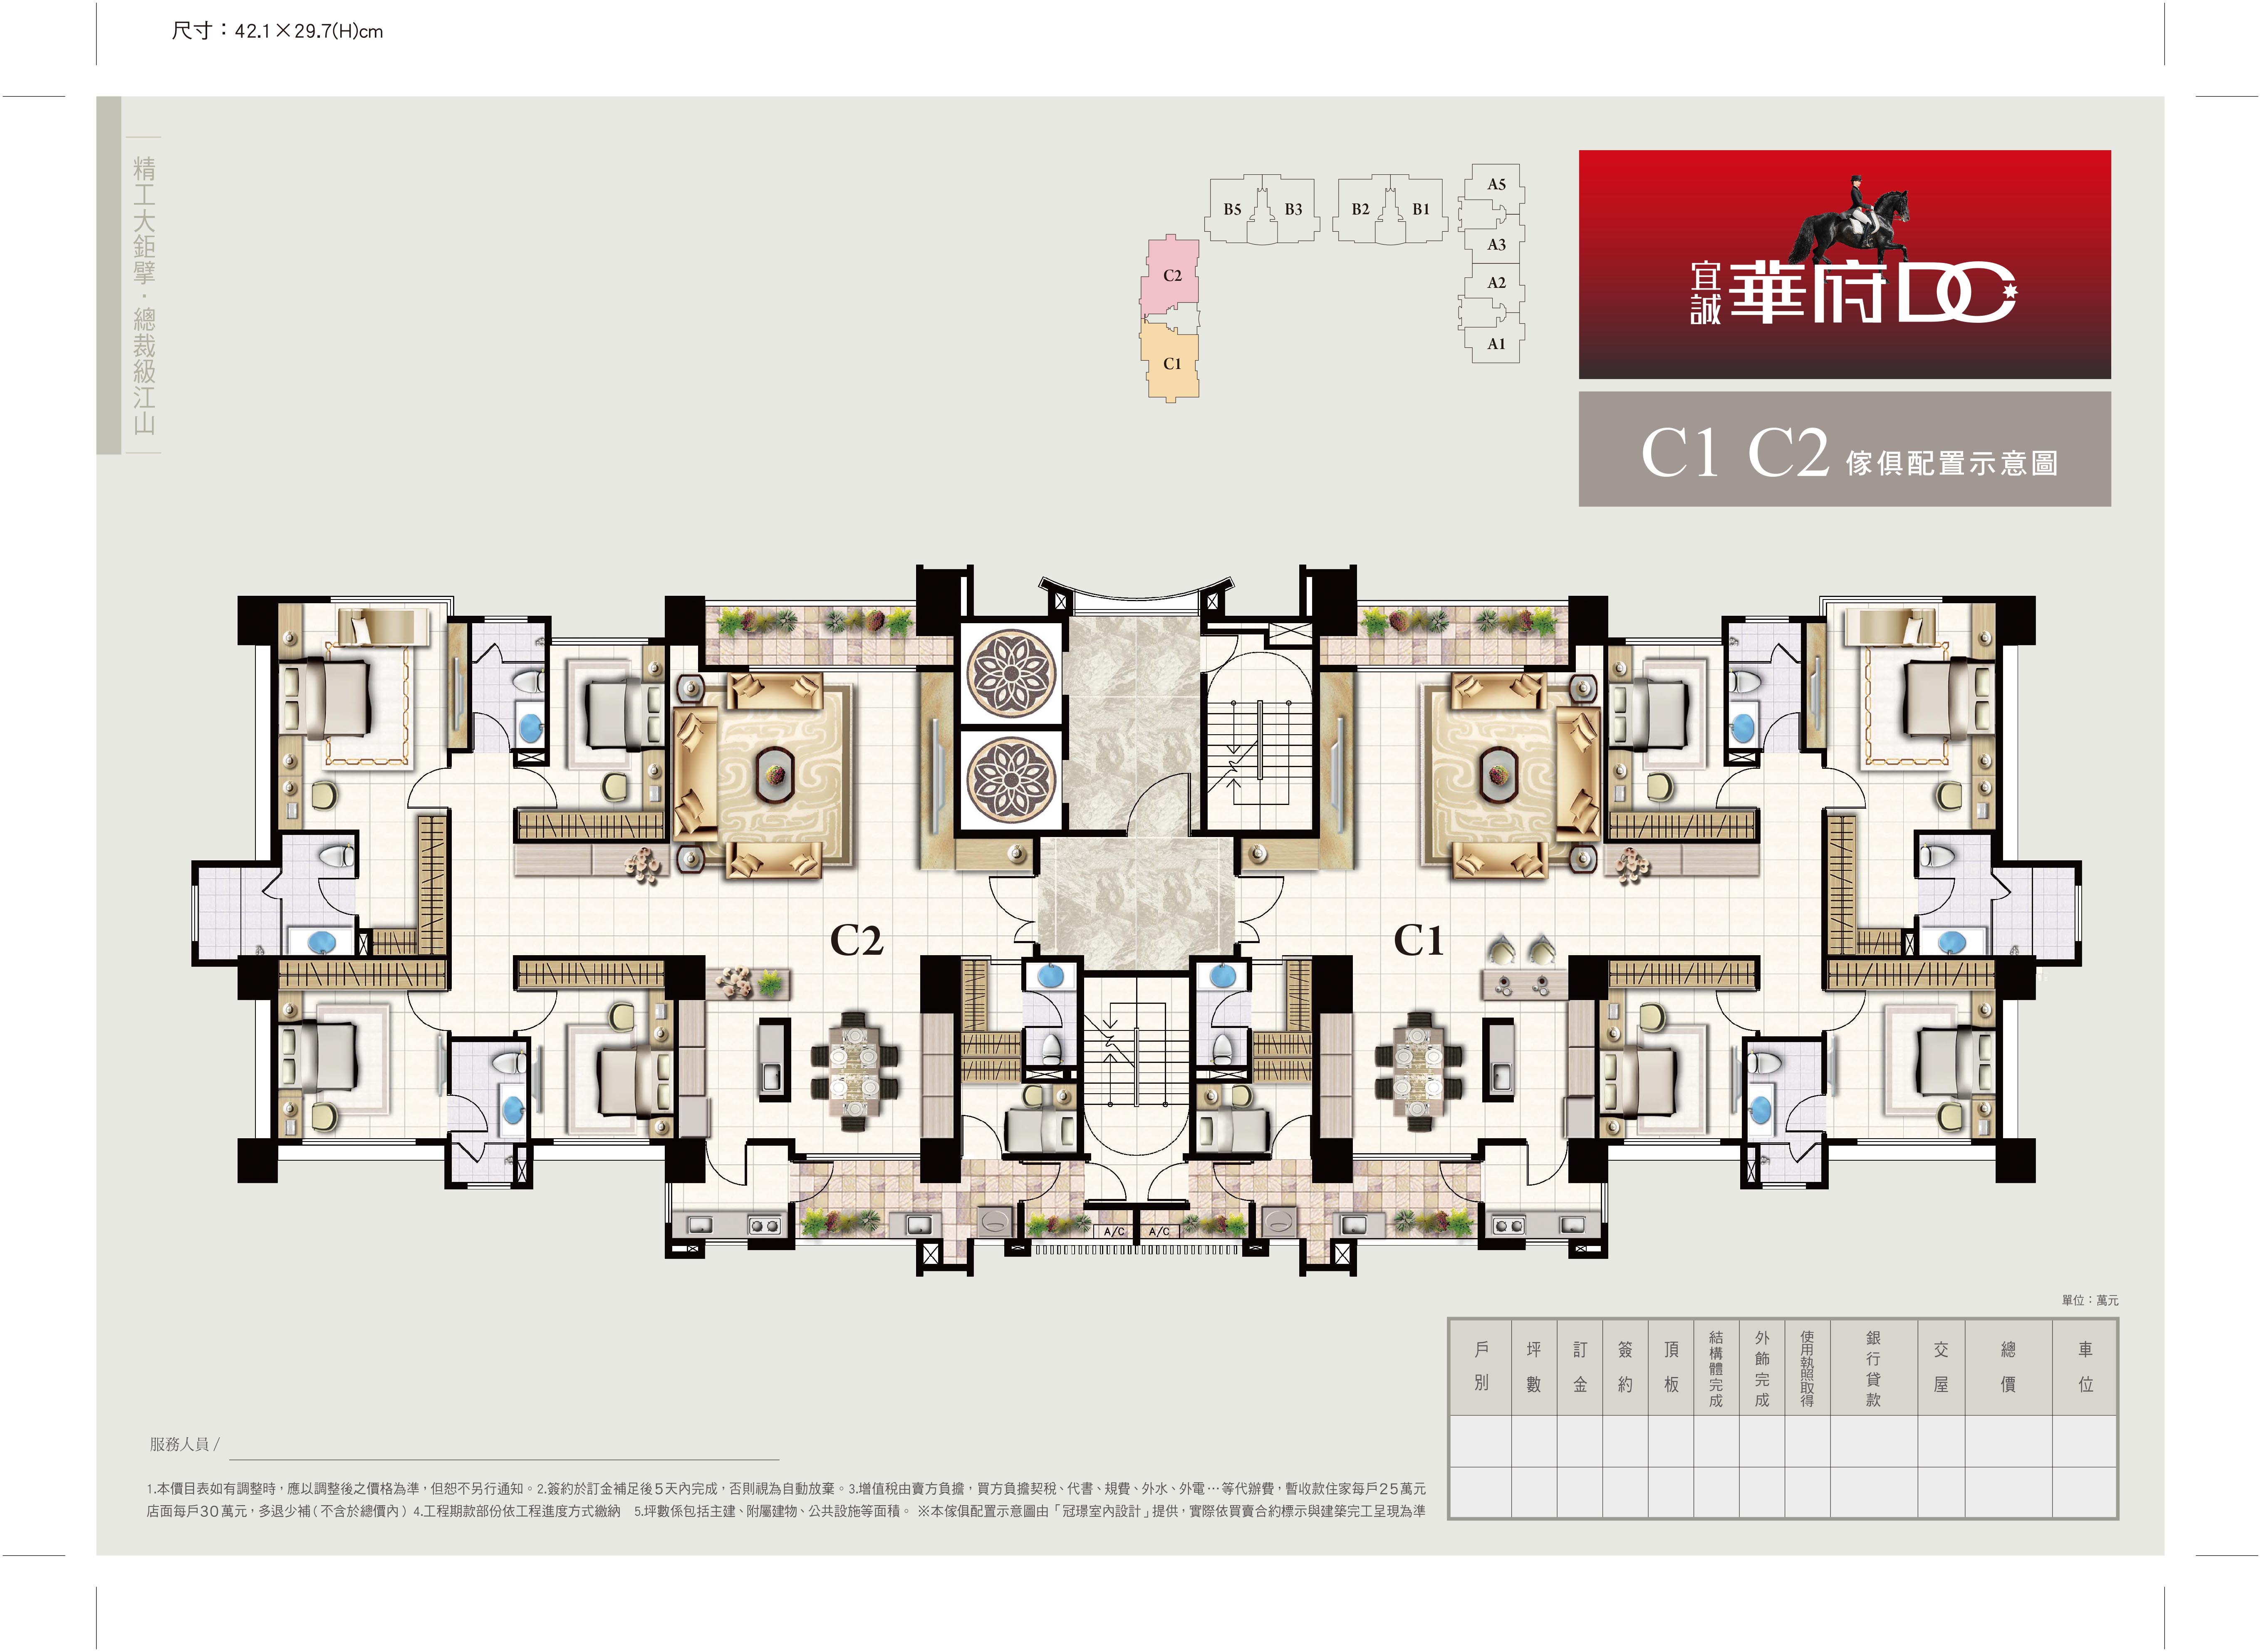 尺寸：42.1×29.7(H)cm
精工大鉅擘．總裁級江山
B5
B3
B2
B1
A5
A3
A2
A1
C2
C1
宜誠
華府DC
C1 C2 傢俱配置示意圖
C2
C1
A/C
A/C
單位：萬元
戶別
坪數
訂金
簽約
頂板
結構體完成
外飾完成
使用執照取得
銀行貸款
交屋
總價
車位
服務人員/
1.本價目表如有調整時，應以調整後之價格為準，但恕不另行通知。2.簽約於訂金補足後5天內完成，否則視為自動放棄。3.增值稅由賣方負擔，買方負擔契稅、代書、規費、外水、外電…等代辦費，暫收款住家每戶25萬元
店面每戶30萬元，多退少補（不含於總價內）4.工程期款部份依工程進度方式繳納　5.坪數係包括主建、附屬建物、公共設施等面積。 ※本傢俱配置示意圖由「冠璟室內設計」提供，實際依買賣合約標示與建築完工呈現為準